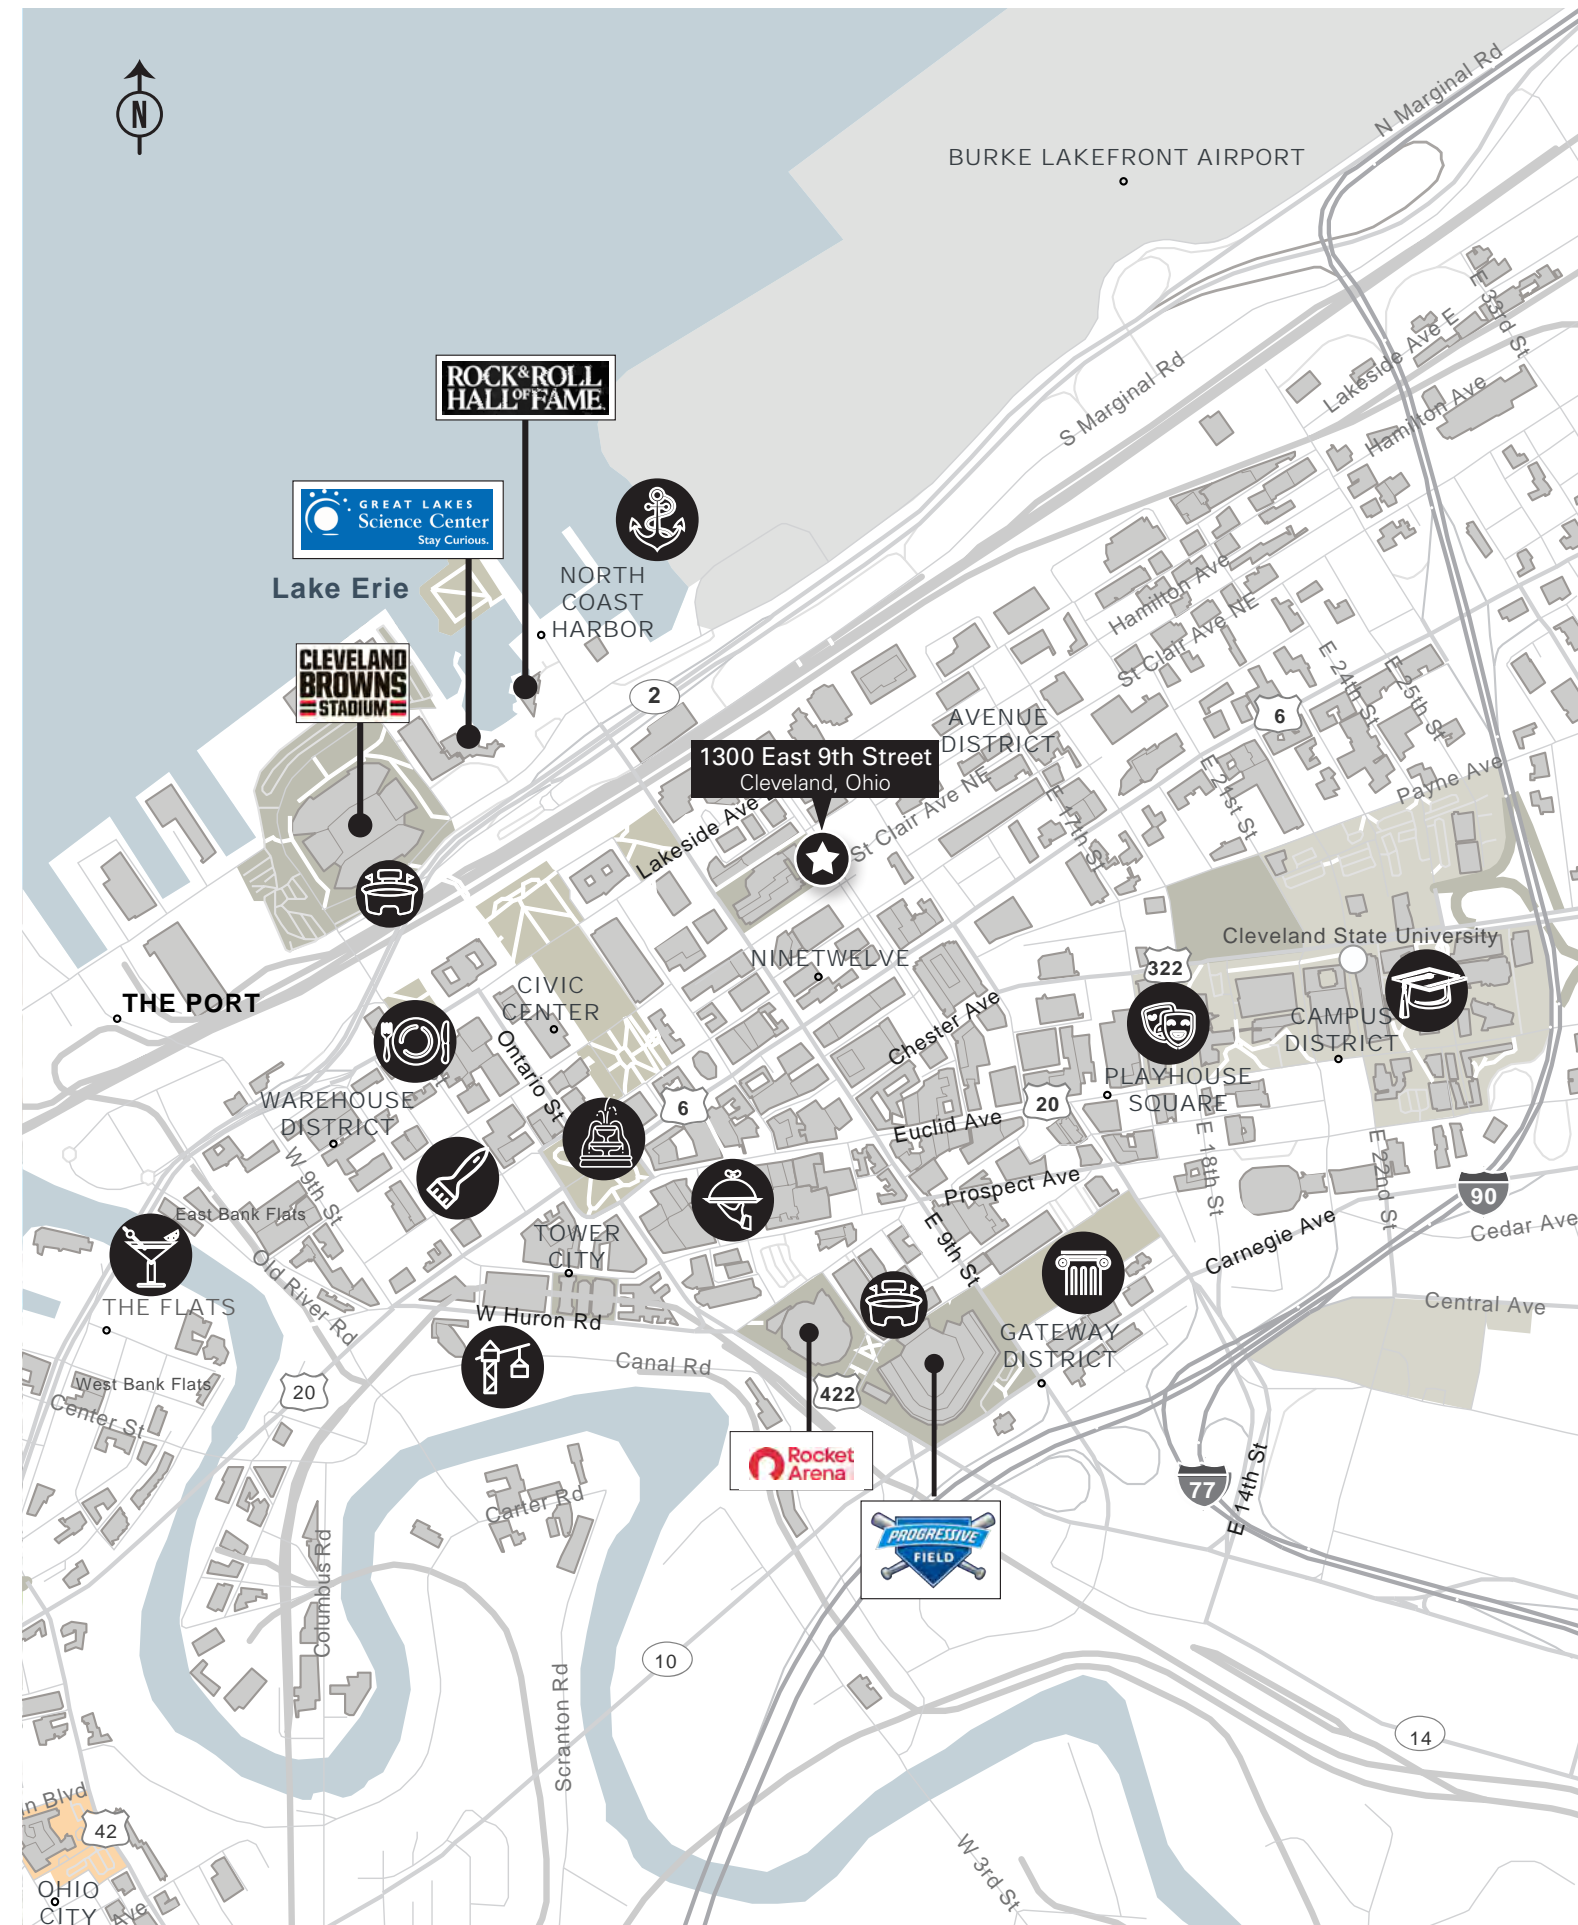 N
N Marginal Rd
BURKE LAKEFRONT AIRPORT
E 33rd St
Lakeside Ave E
Hamilton Ave
S Marginal Rd
ROCK&ROLL
HALL OF FAME
GREAT LAKES
Science Center
Stay Curious.
Lake Erie
NORTH
COAST
HARBOR
Hamilton Ave
St Clair Ave NE
E 24th St
E 25th St
CLEVELAND
BROWNS
STADIUM
2
6
AVENUE
DISTRICT
1300 East 9th Street
Cleveland, Ohio
Lakeside Ave
St Clair Ave NE
E 17th St
E 21st St
Payne Ave
Cleveland State University
NINETWELVE
322
CIVIC
CENTER
THE PORT
Chester Ave
CAMPUS
DISTRICT
Ontario St
WAREHOUSE
DISTRICT
6
20
PLAYHOUSE
SQUARE
Euclid Ave
E 18th St
E 22nd St
W 9th St
Prospect Ave
90
East Bank Flats
TOWER
CITY
E 9th St
Carnegie Ave
Cedar Ave
Old River Rd
THE FLATS
W Huron Rd
GATEWAY
DISTRICT
Central Ave
Canal Rd
West Bank Flats
20
422
Center St
Rocket
Arena
E 14th St
77
Carter Rd
PROGRESSIVE
FIELD
Columbus Rd
10
Scranton Rd
14
n Blvd
42
W 3rd St
OHIO
CITY
Ave